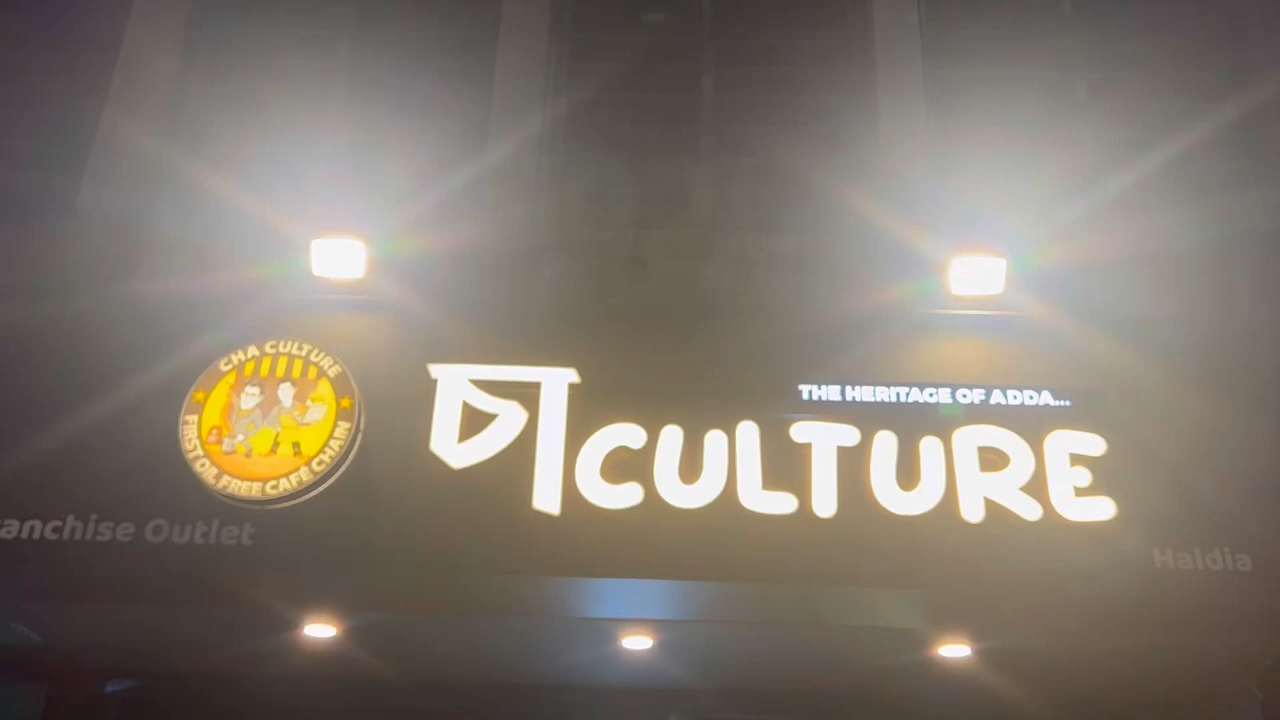 CHA CULTURE
FIRST OIL FREE CAFÉ CHAIN
THE HERITAGE OF ADDA...
চা CULTURE
anchise Outlet
Haldia